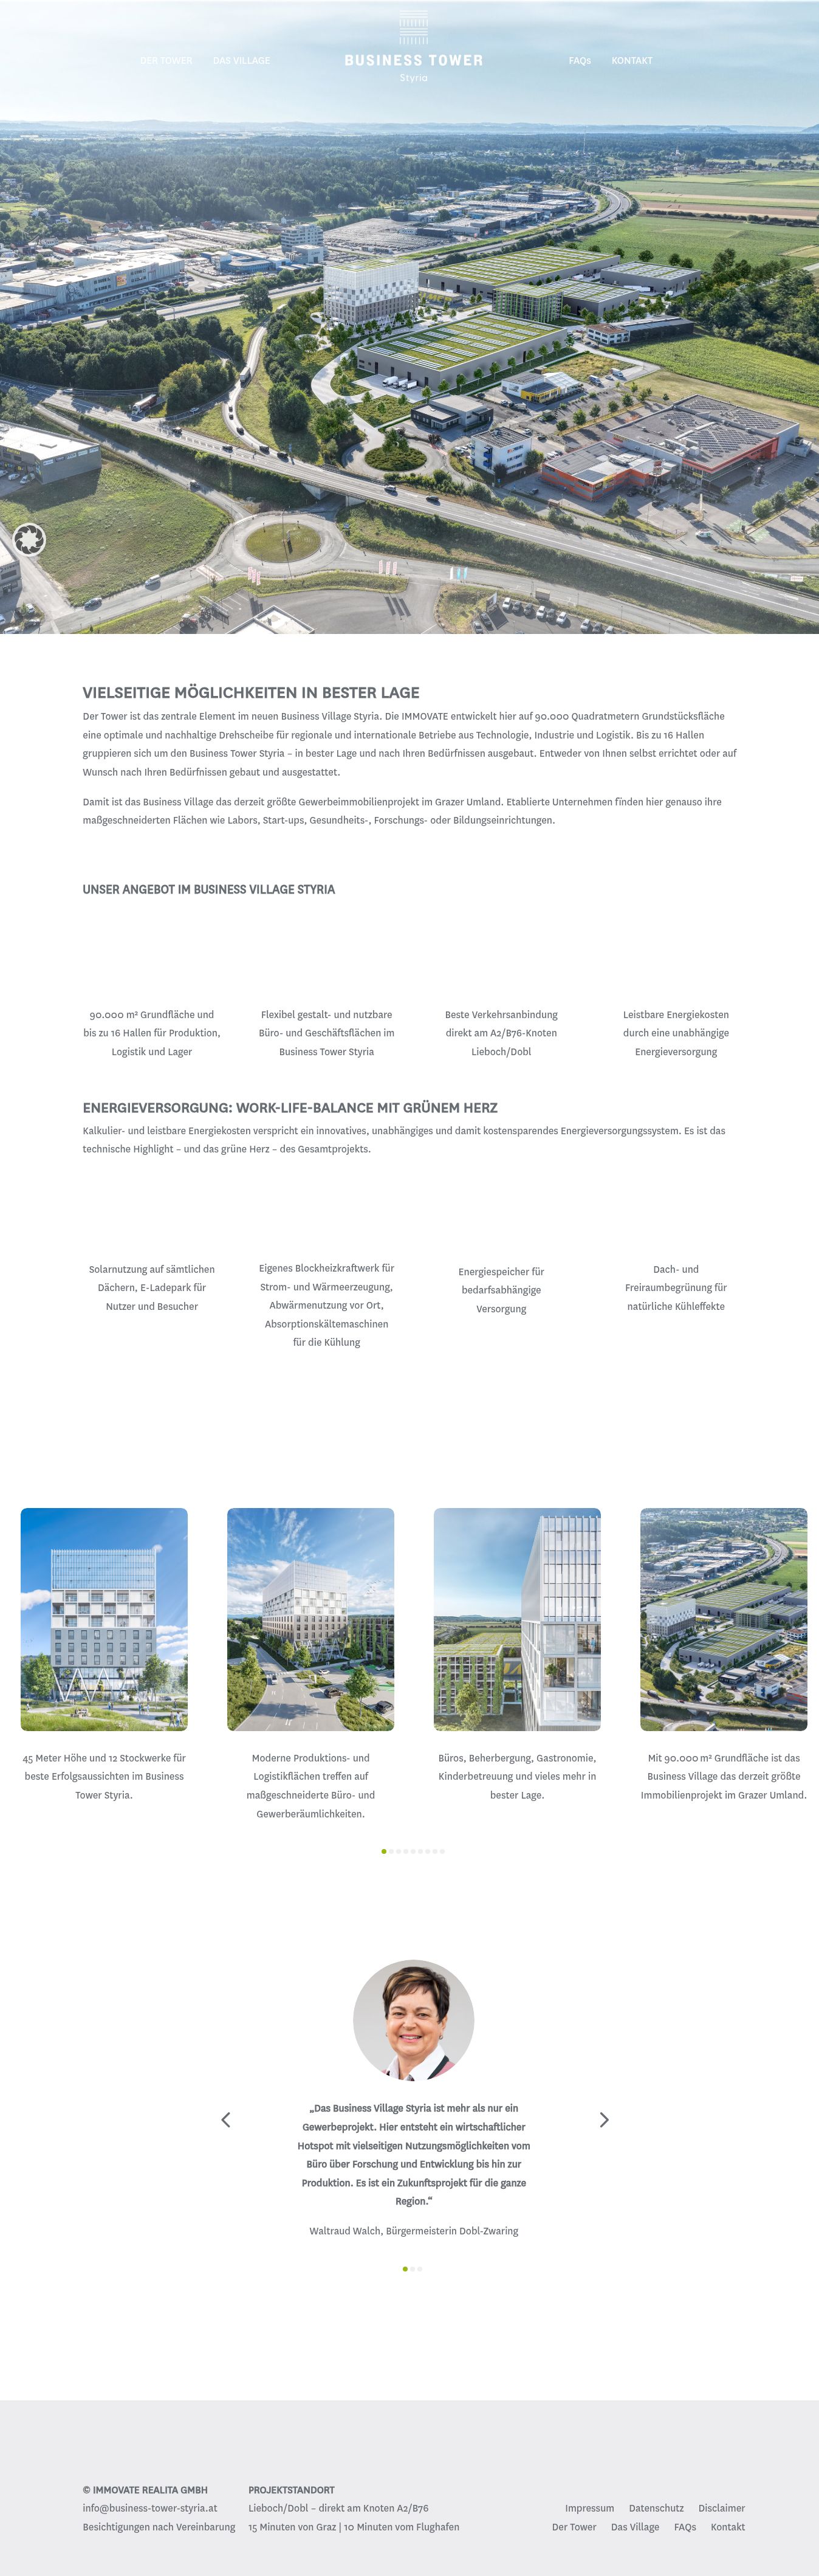 DER TOWER DAS VILLAGE
BUSINESS TOWER
Styria
FAQs KONTAKT
VIELSEITIGE MÖGLICHKEITEN IN BESTER LAGE
Der Tower ist das zentrale Element im neuen Business Village Styria. Die IMMOVATE entwickelt hier auf 90.000 Quadratmetern Grundstücksfläche
eine optimale und nachhaltige Drehscheibe für regionale und internationale Betriebe aus Technologie, Industrie und Logistik. Bis zu 16 Hallen
gruppieren sich um den Business Tower Styria – in bester Lage und nach Ihren Bedürfnissen ausgebaut. Entweder von Ihnen selbst errichtet oder auf
Wunsch nach Ihren Bedürfnissen gebaut und ausgestattet.
Damit ist das Business Village das derzeit größte Gewerbeimmobilienprojekt im Grazer Umland. Etablierte Unternehmen finden hier genauso ihre
maßgeschneiderten Flächen wie Labors, Start-ups, Gesundheits-, Forschungs- oder Bildungseinrichtungen.
UNSER ANGEBOT IM BUSINESS VILLAGE STYRIA
90.000 m² Grundfläche und
bis zu 16 Hallen für Produktion,
Logistik und Lager
Flexibel gestalt- und nutzbare
Büro- und Geschäftsflächen im
Business Tower Styria
Beste Verkehrsanbindung
direkt am A2/B76-Knoten
Lieboch/Dobl
Leistbare Energiekosten
durch eine unabhängige
Energieversorgung
ENERGIEVERSORGUNG: WORK-LIFE-BALANCE MIT GRÜNEM HERZ
Kalkulier- und leistbare Energiekosten verspricht ein innovatives, unabhängiges und damit kostensparendes Energieversorgungssystem. Es ist das
technische Highlight – und das grüne Herz – des Gesamtprojekts.
Solarnutzung auf sämtlichen
Dächern, E-Ladepark für
Nutzer und Besucher
Eigenes Blockheizkraftwerk für
Strom- und Wärmeerzeugung,
Abwärmenutzung vor Ort,
Absorptionskältemaschinen
für die Kühlung
Energiespeicher für
bedarfsabhängige
Versorgung
Dach- und
Freiraumbegrünung für
natürliche Kühleffekte
45 Meter Höhe und 12 Stockwerke für
beste Erfolgsaussichten im Business
Tower Styria.
Moderne Produktions- und
Logistikflächen treffen auf
maßgeschneiderte Büro- und
Gewerberäumlichkeiten.
Büros, Beherbergung, Gastronomie,
Kinderbetreuung und vieles mehr in
bester Lage.
Mit 90.000 m² Grundfläche ist das
Business Village das derzeit größte
Immobilienprojekt im Grazer Umland.
„Das Business Village Styria ist mehr als nur ein
Gewerbeprojekt. Hier entsteht ein wirtschaftlicher
Hotspot mit vielseitigen Nutzungsmöglichkeiten vom
Büro über Forschung und Entwicklung bis hin zur
Produktion. Es ist ein Zukunftsprojekt für die ganze
Region.“
Waltraud Walch, Bürgermeisterin Dobl-Zwaring
© IMMOVATE REALITA GMBH
info@business-tower-styria.at
Besichtigungen nach Vereinbarung
PROJEKTSTANDORT
Lieboch/Dobl – direkt am Knoten A2/B76
15 Minuten von Graz | 10 Minuten vom Flughafen
Impressum Datenschutz Disclaimer
Der Tower Das Village FAQs Kontakt